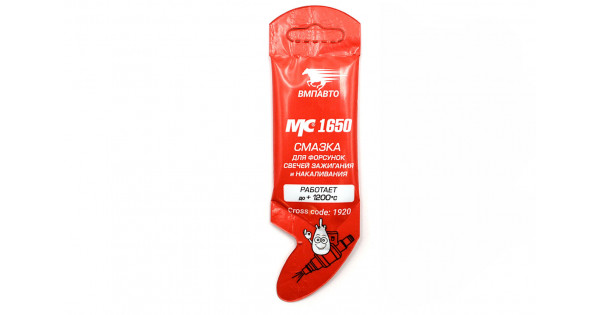 ВМПАВТО
МС 1650
СМАЗКА
ДЛЯ ФОРСУНОК,
СВЕЧЕЙ ЗАЖИГАНИЯ
и НАКАЛИВАНИЯ
РАБОТАЕТ
до + 1200°C
Cross code: 1920